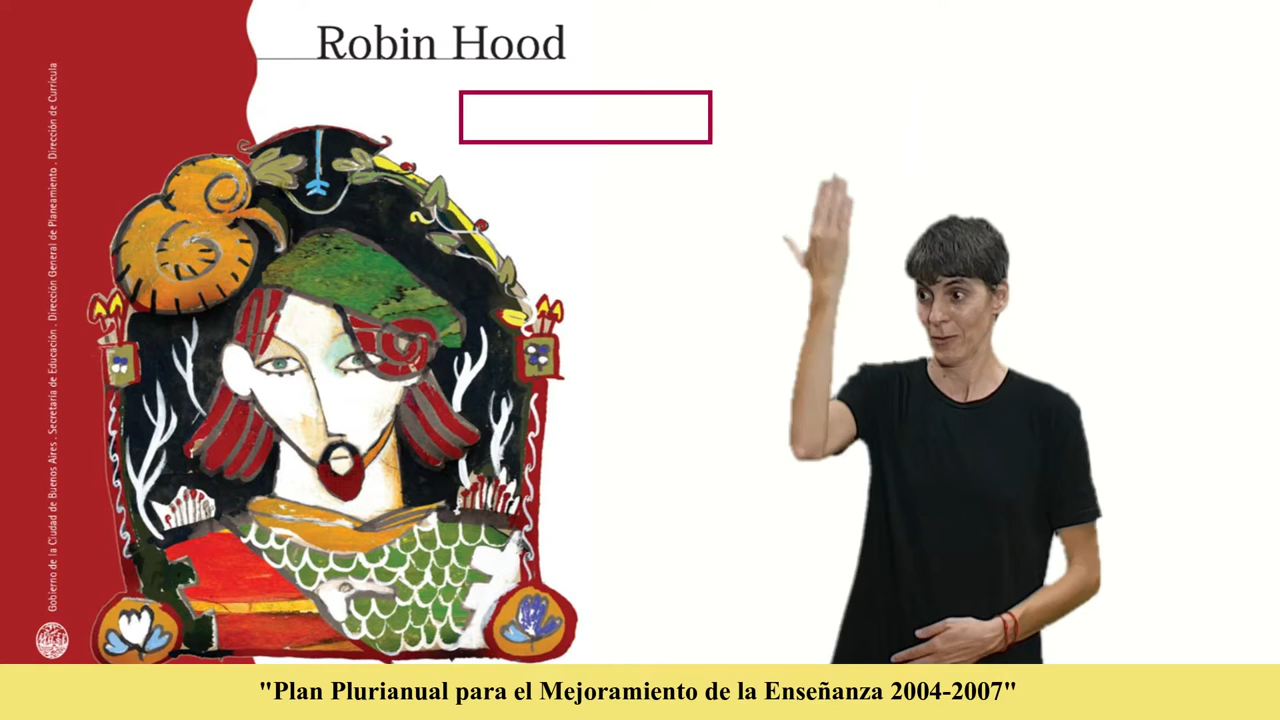 Robin Hood
Gobierno de la Ciudad de Buenos Aires . Secretaría de Educación . Dirección General de Planeamiento . Dirección de Currícula
"Plan Plurianual para el Mejoramiento de la Enseñanza 2004-2007"